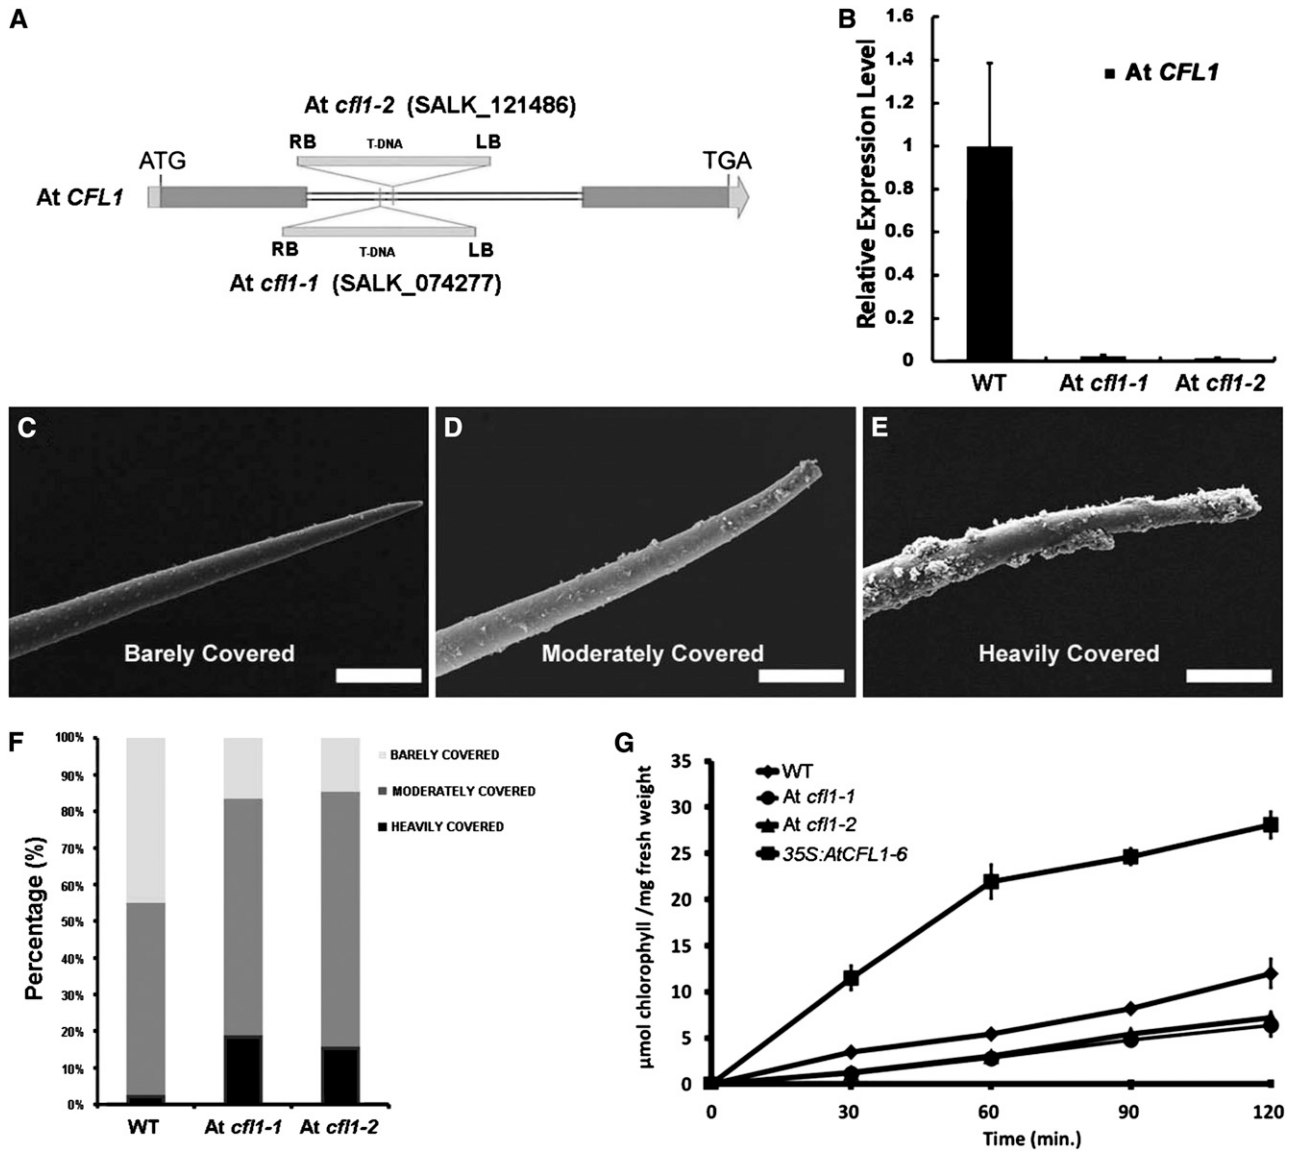 A
At cfl1-2 (SALK_121486)
RB T-DNA LB
ATG TGA
At CFL1
RB T-DNA LB
At cfl1-1 (SALK_074277)
B
Relative Expression Level
1.6
1.4
1.2
1
0.8
0.6
0.4
0.2
0
At CFL1
WT At cfl1-1 At cfl1-2
C
Barely Covered
D
Moderately Covered
E
Heavily Covered
F
Percentage (%)
100%
90%
80%
70%
60%
50%
40%
30%
20%
10%
0%
BARELY COVERED
MODERATELY COVERED
HEAVILY COVERED
WT At cfl1-1 At cfl1-2
G
µmol chlorophyll /mg fresh weight
35
30
25
20
15
10
5
0
WT
At cfl1-1
At cfl1-2
35S:AtCFL1-6
0 30 60 90 120
Time (min.)